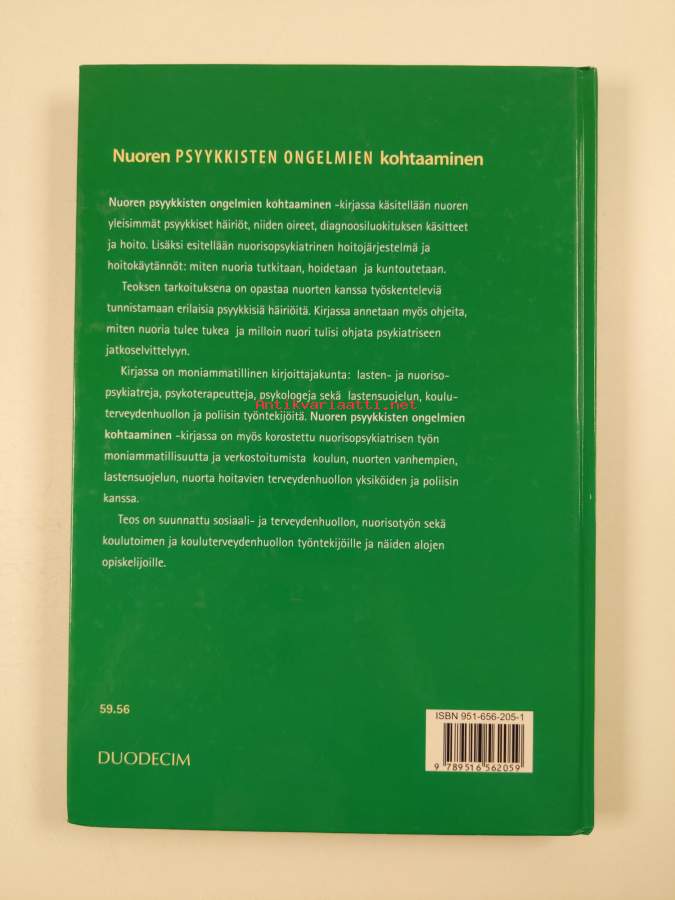 Nuoren PSYYKKISTEN ONGELMIEN kohtaaminen
Nuoren psyykkisten ongelmien kohtaaminen -kirjassa käsitellään nuoren
yleisimmät psyykkiset häiriöt, niiden oireet, diagnoosiluokituksen käsitteet
ja hoito. Lisäksi esitellään nuorisopsykiatrinen hoitojärjestelmä ja
hoitokäytännöt: miten nuoria tutkitaan, hoidetaan ja kuntoutetaan.
Teoksen tarkoituksena on opastaa nuorten kanssa työskenteleviä
tunnistamaan erilaisia psyykkisiä häiriöitä. Kirjassa annetaan myös ohjeita,
miten nuoria tulee tukea ja milloin nuori tulisi ohjata psykiatriseen
jatkoselvittelyyn.
Kirjassa on moniammatillinen kirjoittajakunta: lasten- ja nuoriso-
psykiatreja, psykoterapeutteja, psykologeja sekä lastensuojelun, koulu-
Antikvariaatti.net
terveydenhuollon ja poliisin työntekijöitä. Nuoren psyykkisten ongelmien
kohtaaminen -kirjassa on myös korostettu nuorisopsykiatrisen työn
moniammatillisuutta ja verkostoitumista koulun, nuorten vanhempien,
lastensuojelun, nuorta hoitavien terveydenhuollon yksiköiden ja poliisin
kanssa.
Teos on suunnattu sosiaali- ja terveydenhuollon, nuorisotyön sekä
koulutoimen ja kouluterveydenhuollon työntekijöille ja näiden alojen
opiskelijoille.
59.56
ISBN 951-656-205-1
DUODECIM
9 789516 562059